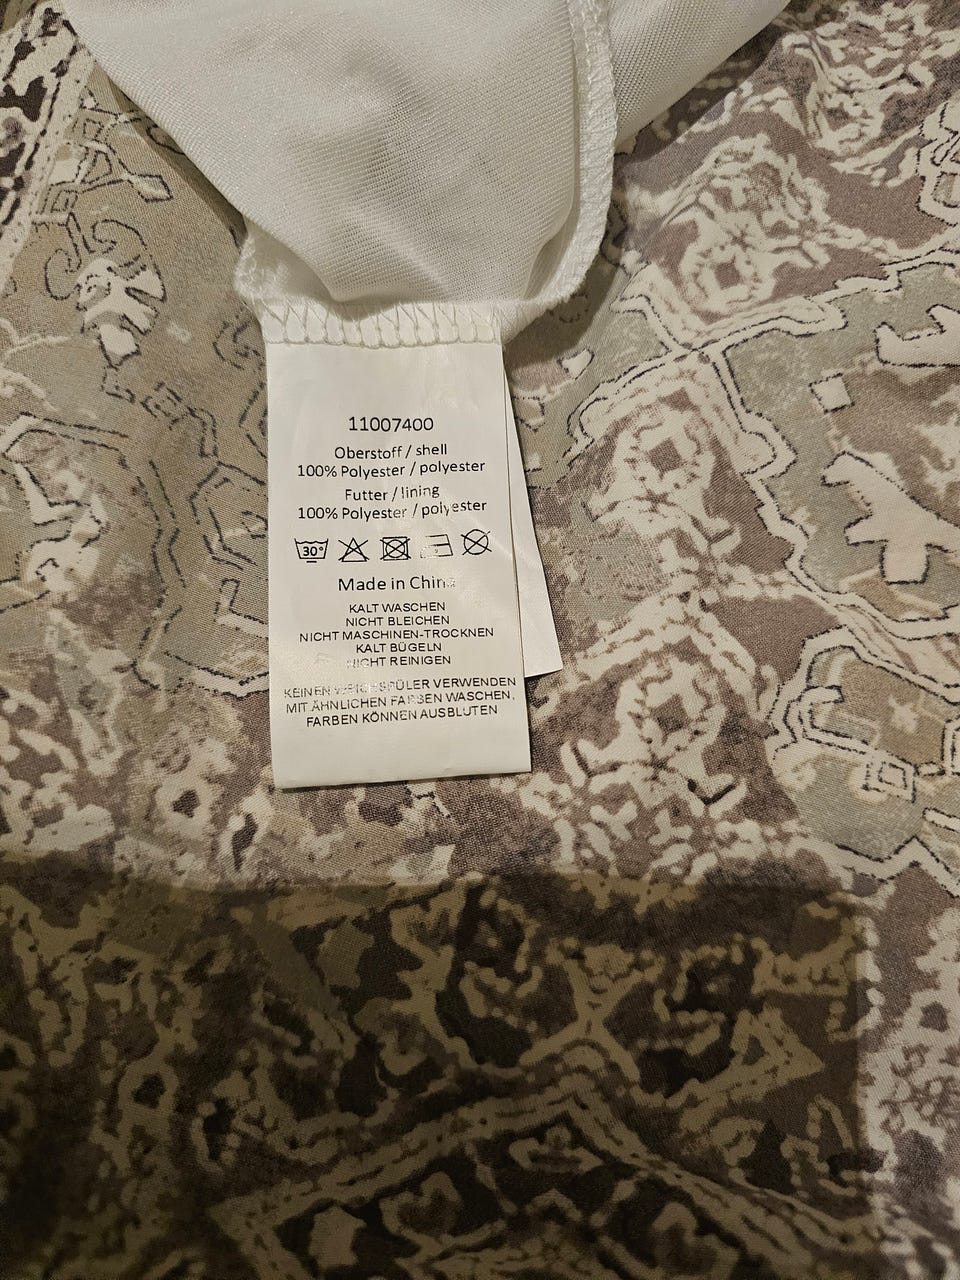 11007400
Oberstoff / shell
100% Polyester / polyester
Futter / lining
100% Polyester / polyester
30°
Made in China
KALT WASCHEN
NICHT BLEICHEN
NICHT MASCHINEN-TROCKNEN
KALT BÜGELN
NICHT REINIGEN
KEINEN WEICHSPÜLER VERWENDEN
MIT ÄHNLICHEN FARBEN WASCHEN,
FARBEN KÖNNEN AUSBLUTEN